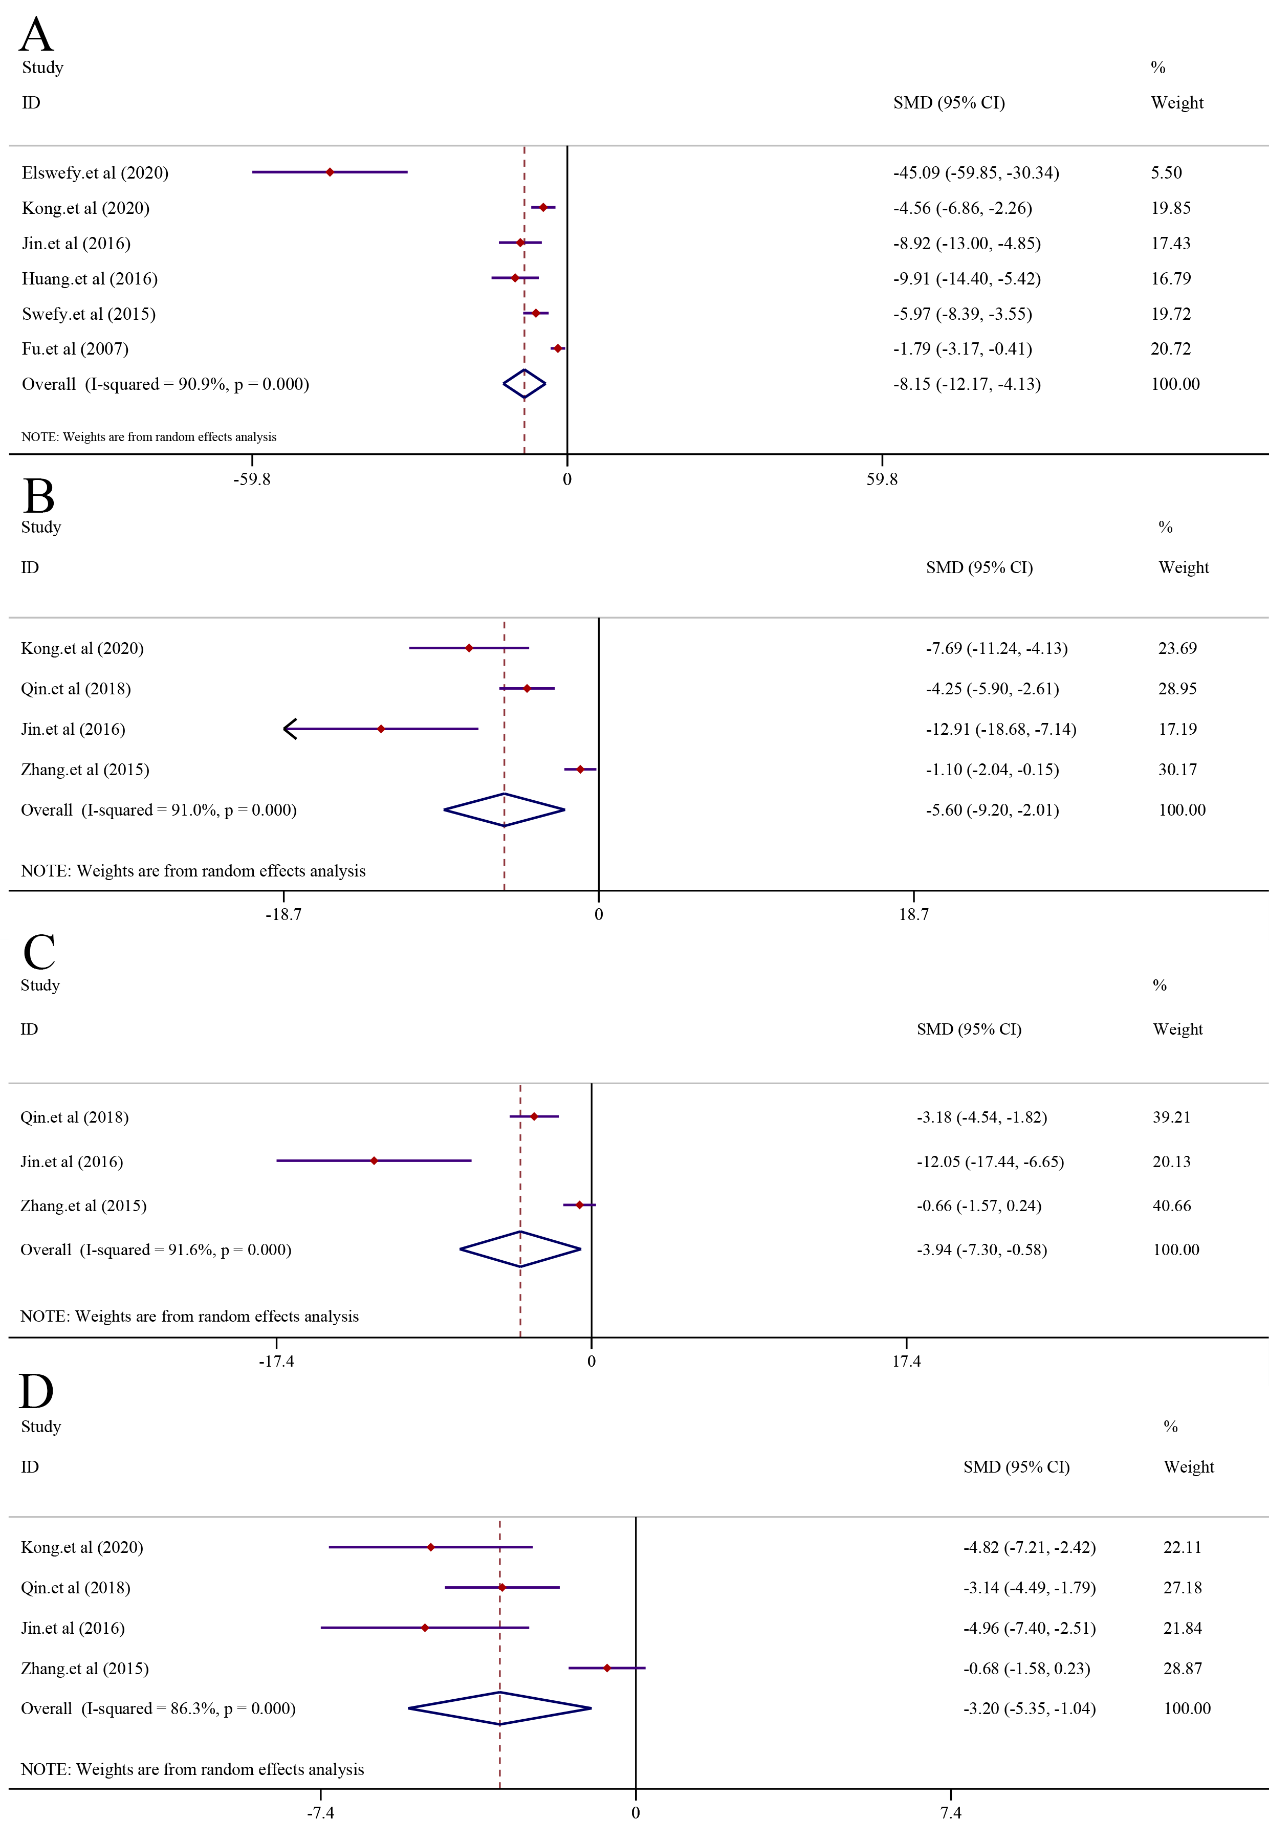 A
Study %
ID SMD (95% CI) Weight
Elswefy.et al (2020) -45.09 (-59.85, -30.34) 5.50
Kong.et al (2020) -4.56 (-6.86, -2.26) 19.85
Jin.et al (2016) -8.92 (-13.00, -4.85) 17.43
Huang.et al (2016) -9.91 (-14.40, -5.42) 16.79
Swefy.et al (2015) -5.97 (-8.39, -3.55) 19.72
Fu.et al (2007) -1.79 (-3.17, -0.41) 20.72
Overall (I-squared = 90.9%, p = 0.000) -8.15 (-12.17, -4.13) 100.00
NOTE: Weights are from random effects analysis
-59.8 0 59.8
B
Study %
ID SMD (95% CI) Weight
Kong.et al (2020) -7.69 (-11.24, -4.13) 23.69
Qin.et al (2018) -4.25 (-5.90, -2.61) 28.95
Jin.et al (2016) -12.91 (-18.68, -7.14) 17.19
Zhang.et al (2015) -1.10 (-2.04, -0.15) 30.17
Overall (I-squared = 91.0%, p = 0.000) -5.60 (-9.20, -2.01) 100.00
NOTE: Weights are from random effects analysis
-18.7 0 18.7
C
Study %
ID SMD (95% CI) Weight
Qin.et al (2018) -3.18 (-4.54, -1.82) 39.21
Jin.et al (2016) -12.05 (-17.44, -6.65) 20.13
Zhang.et al (2015) -0.66 (-1.57, 0.24) 40.66
Overall (I-squared = 91.6%, p = 0.000) -3.94 (-7.30, -0.58) 100.00
NOTE: Weights are from random effects analysis
-17.4 0 17.4
D
Study %
ID SMD (95% CI) Weight
Kong.et al (2020) -4.82 (-7.21, -2.42) 22.11
Qin.et al (2018) -3.14 (-4.49, -1.79) 27.18
Jin.et al (2016) -4.96 (-7.40, -2.51) 21.84
Zhang.et al (2015) -0.68 (-1.58, 0.23) 28.87
Overall (I-squared = 86.3%, p = 0.000) -3.20 (-5.35, -1.04) 100.00
NOTE: Weights are from random effects analysis
-7.4 0 7.4